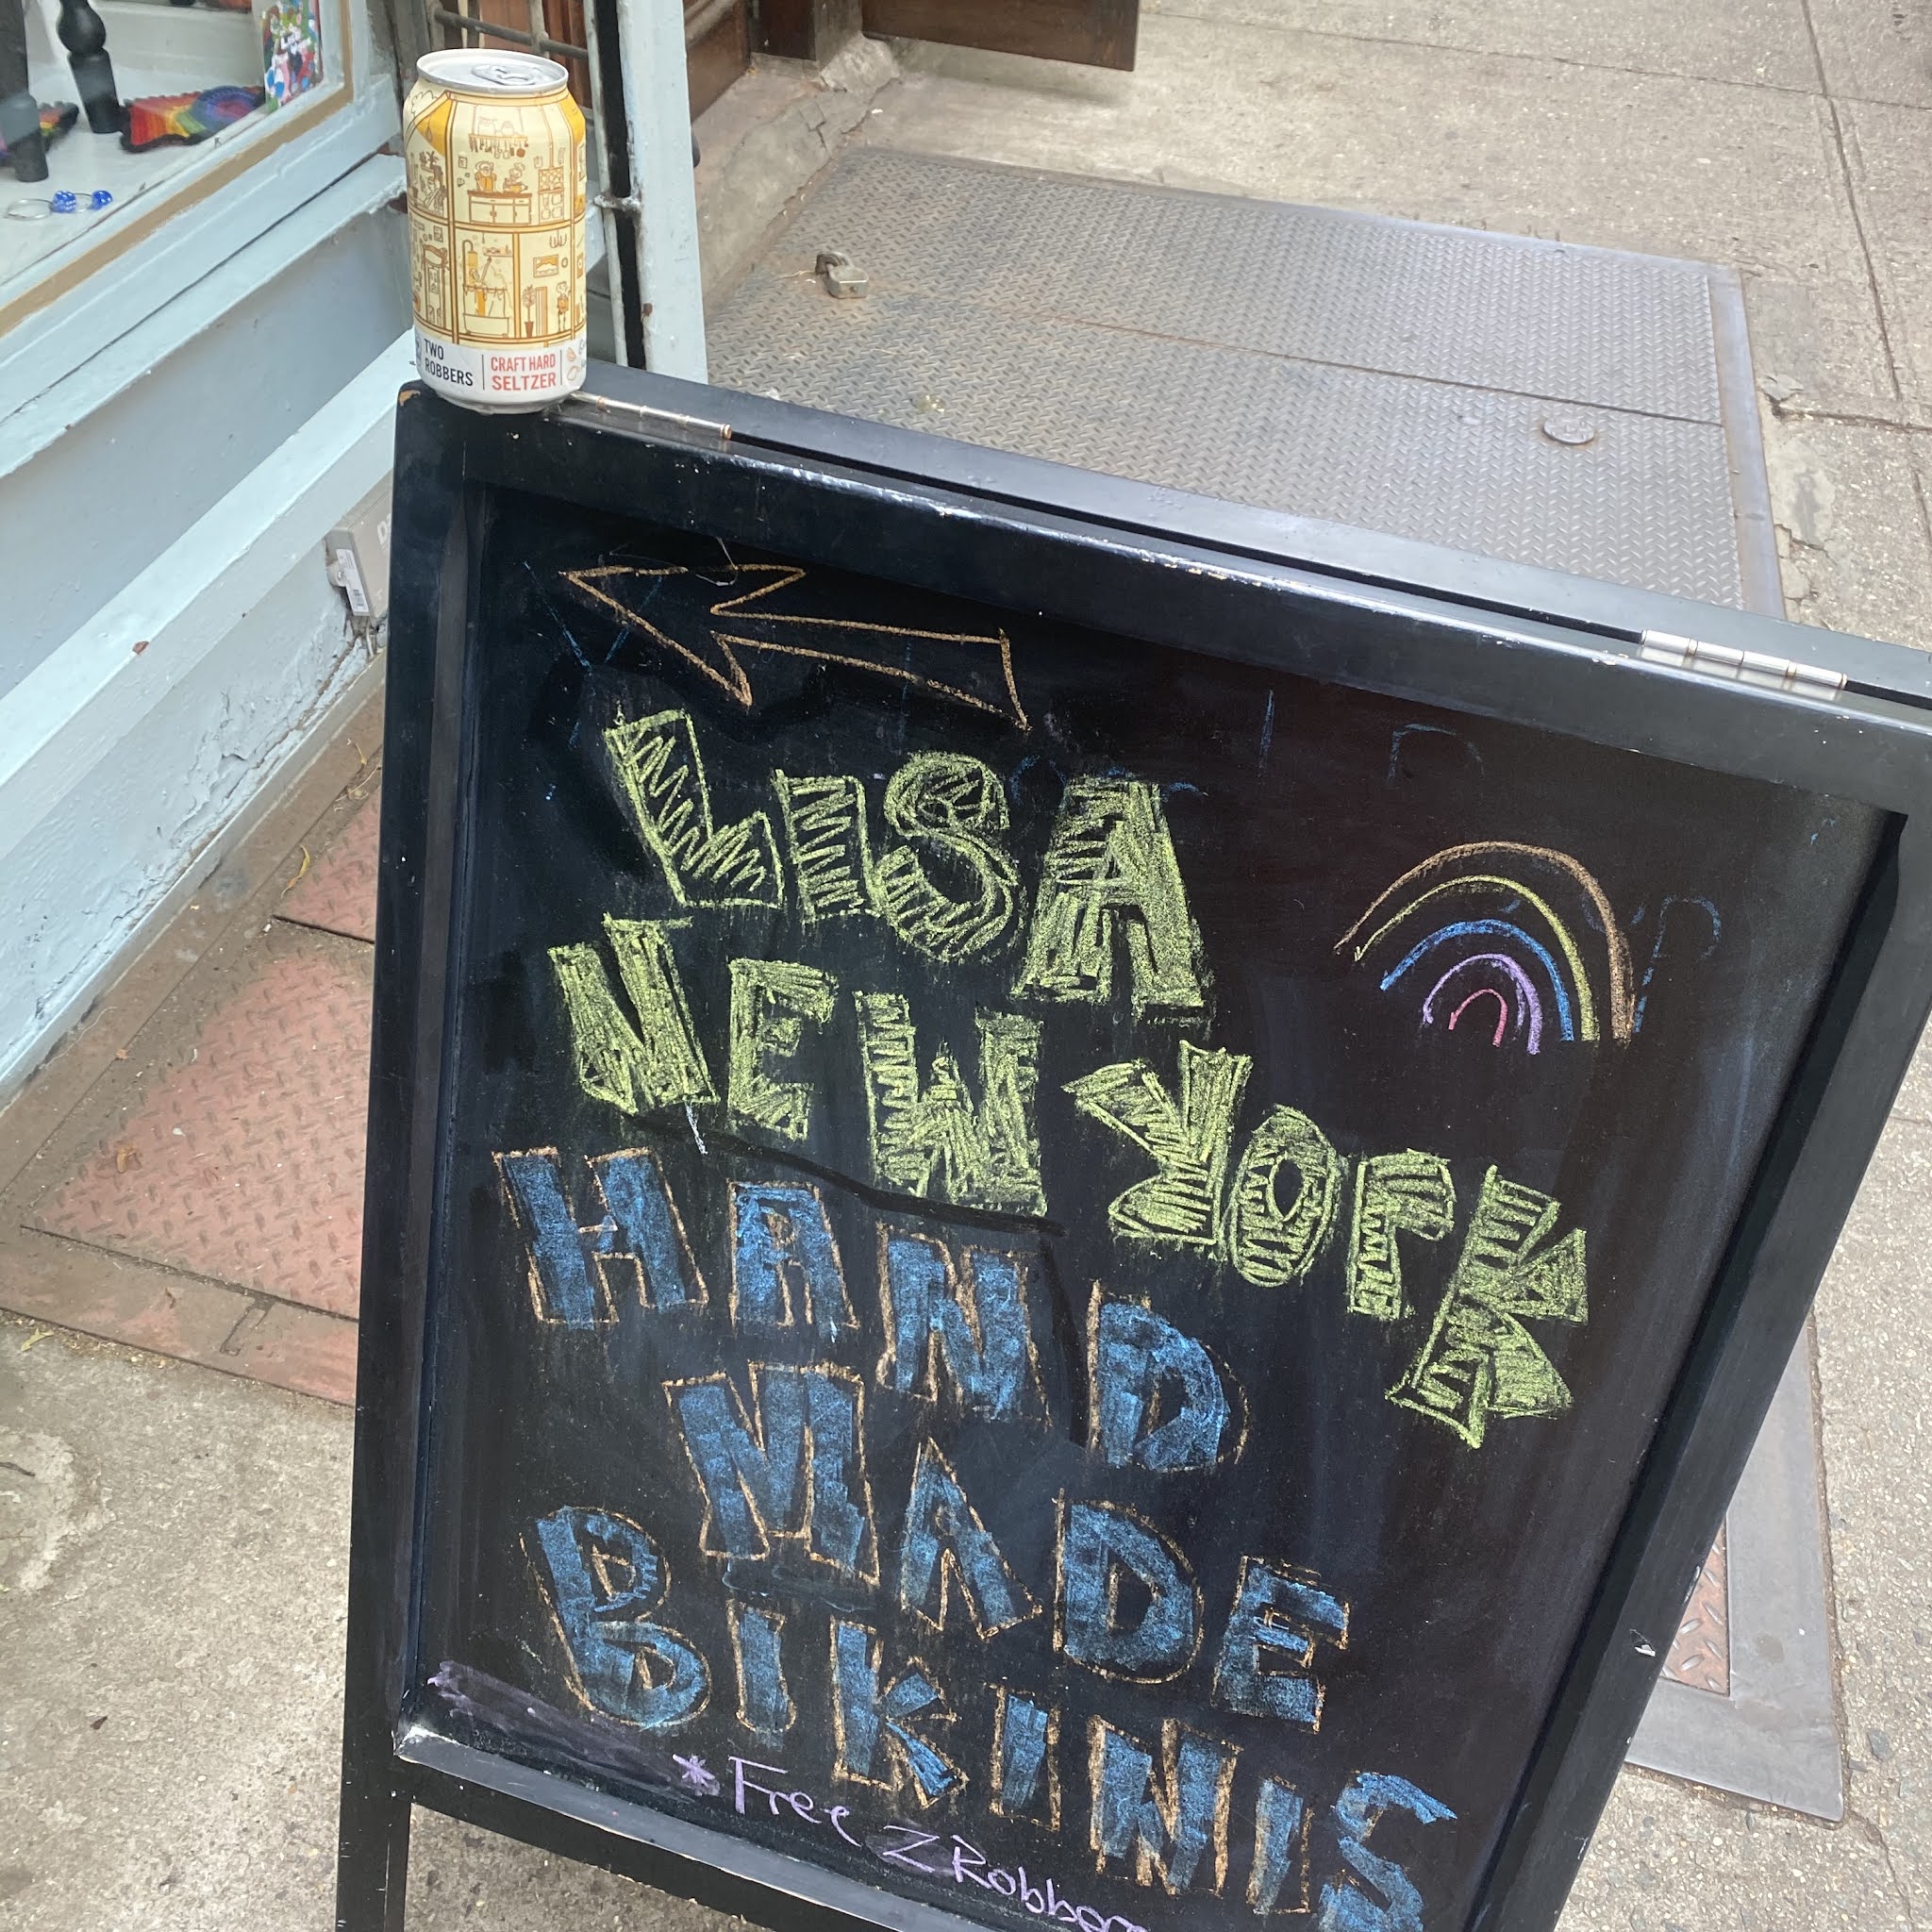 TWO
ROBBERS
CRAFT HARD
SELTZER
LISA
NEW YORK
HAND
MADE
BIKINIS
*Free 2 Robbers